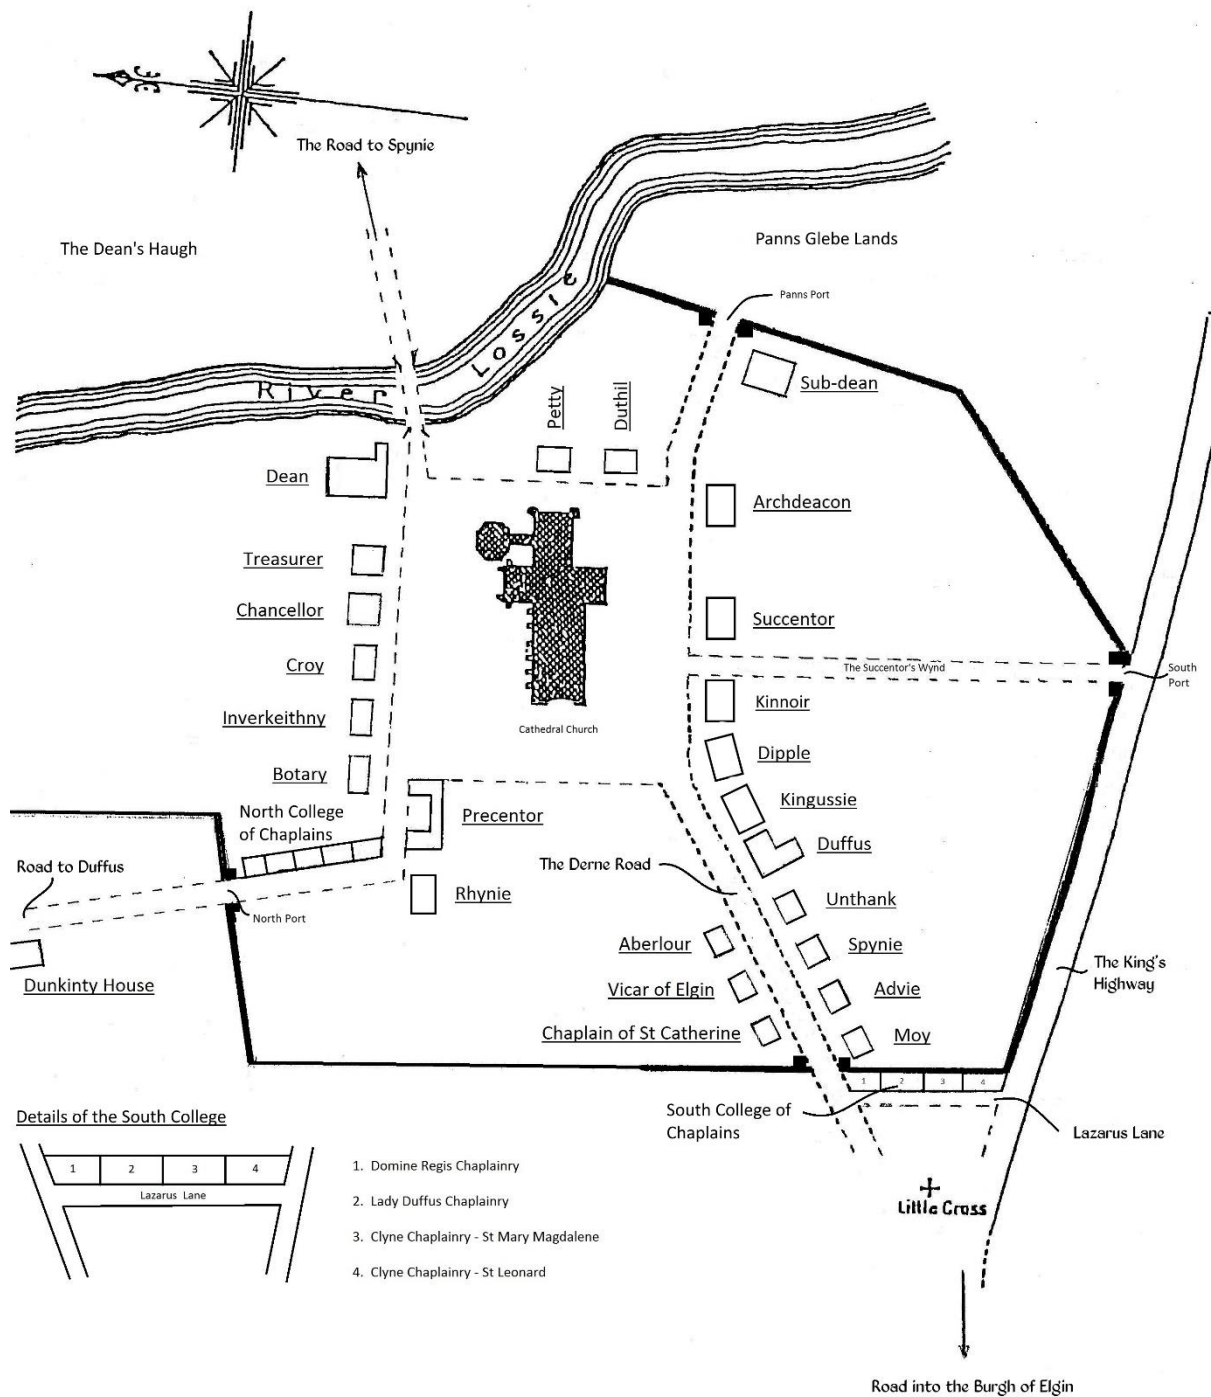 The Road to Spynie
The Dean's Haugh
Panns Glebe Lands
Panns Port
River Lossie
Sub-dean
Petty
Duthil
Dean
Archdeacon
Treasurer
Chancellor
Succentor
Croy
The Succentor's Wynd
South
Port
Inverkeithny
Kinnoir
Cathedral Church
Dipple
Botary
Kingussie
North College
of Chaplains
Precentor
Duffus
The Derne Road
Road to Duffus
Rhynie
Unthank
North Port
Aberlour
Spynie
Dunkinty House
Vicar of Elgin
Advie
The King's
Highway
Chaplain of St Catherine
Moy
1 2 3 4
South College of
Chaplains
Lazarus Lane
Details of the South College
1 2 3 4
Lazarus Lane
1. Domine Regis Chaplainry
2. Lady Duffus Chaplainry
3. Clyne Chaplainry - St Mary Magdalene
4. Clyne Chaplainry - St Leonard
Little Cross
Road into the Burgh of Elgin